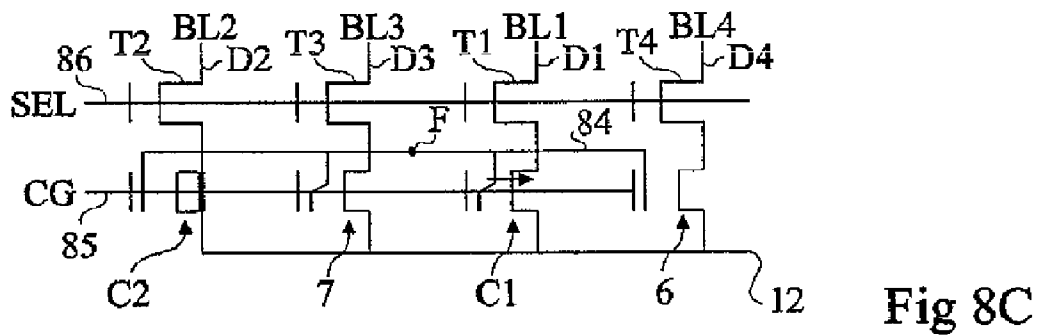 BL2 BL3 BL1 BL4
T2 D2 T3 D3 T1 D1 T4 D4
86
SEL
F 84
CG
85
C2 7 C1 6 12
Fig 8C